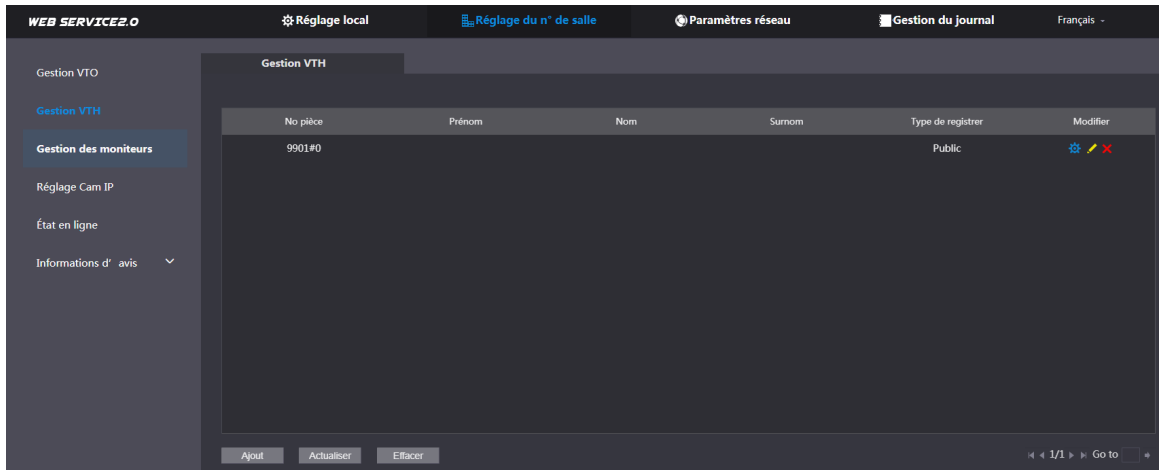 WEB SERVICE2.0 Réglage local Réglage du n° de salle Paramètres réseau Gestion du journal Français
Gestion VTO
Gestion VTH
Gestion des moniteurs
Réglage Cam IP
État en ligne
Informations d' avis
Gestion VTH
No pièce Prénom Nom Surnom Type de registrer Modifier
9901#0 Public
Ajout Actualiser Effacer 1/1 Go to